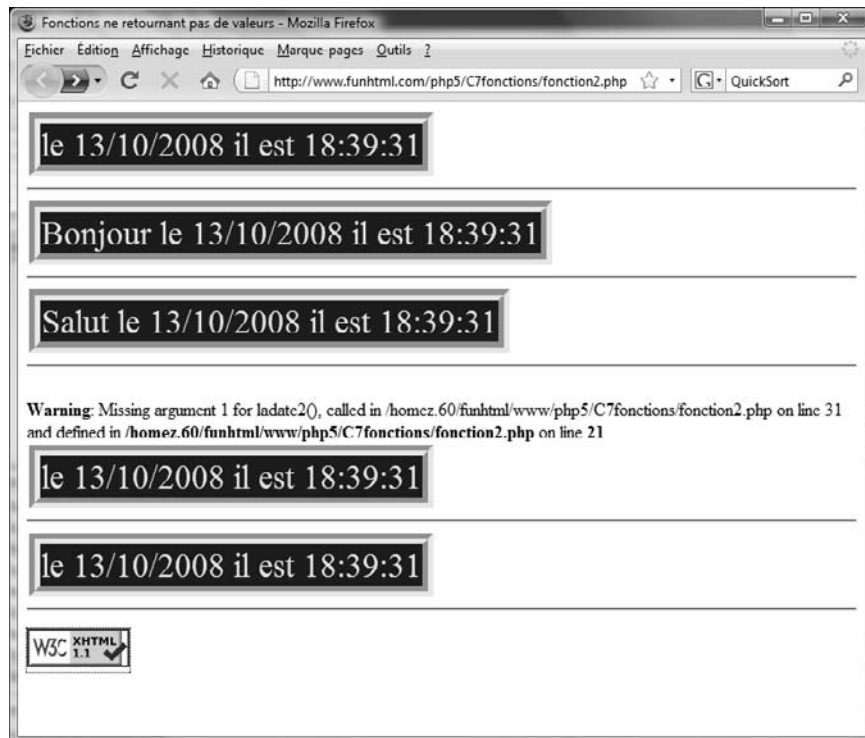 Fonctions ne retournant pas de valeurs - Mozilla Firefox
Fichier Édition Affichage Historique Marque-pages Outils ?
http://www.funhtml.com/php5/C7fonctions/fonction2.php G QuickSort
le 13/10/2008 il est 18:39:31
Bonjour le 13/10/2008 il est 18:39:31
Salut le 13/10/2008 il est 18:39:31
Warning: Missing argument 1 for ladate2(), called in /homez.60/funhtml/www/php5/C7fonctions/fonction2.php on line 31
and defined in /homez.60/funhtml/www/php5/C7fonctions/fonction2.php on line 21
le 13/10/2008 il est 18:39:31
le 13/10/2008 il est 18:39:31
W3C XHTML 1.1